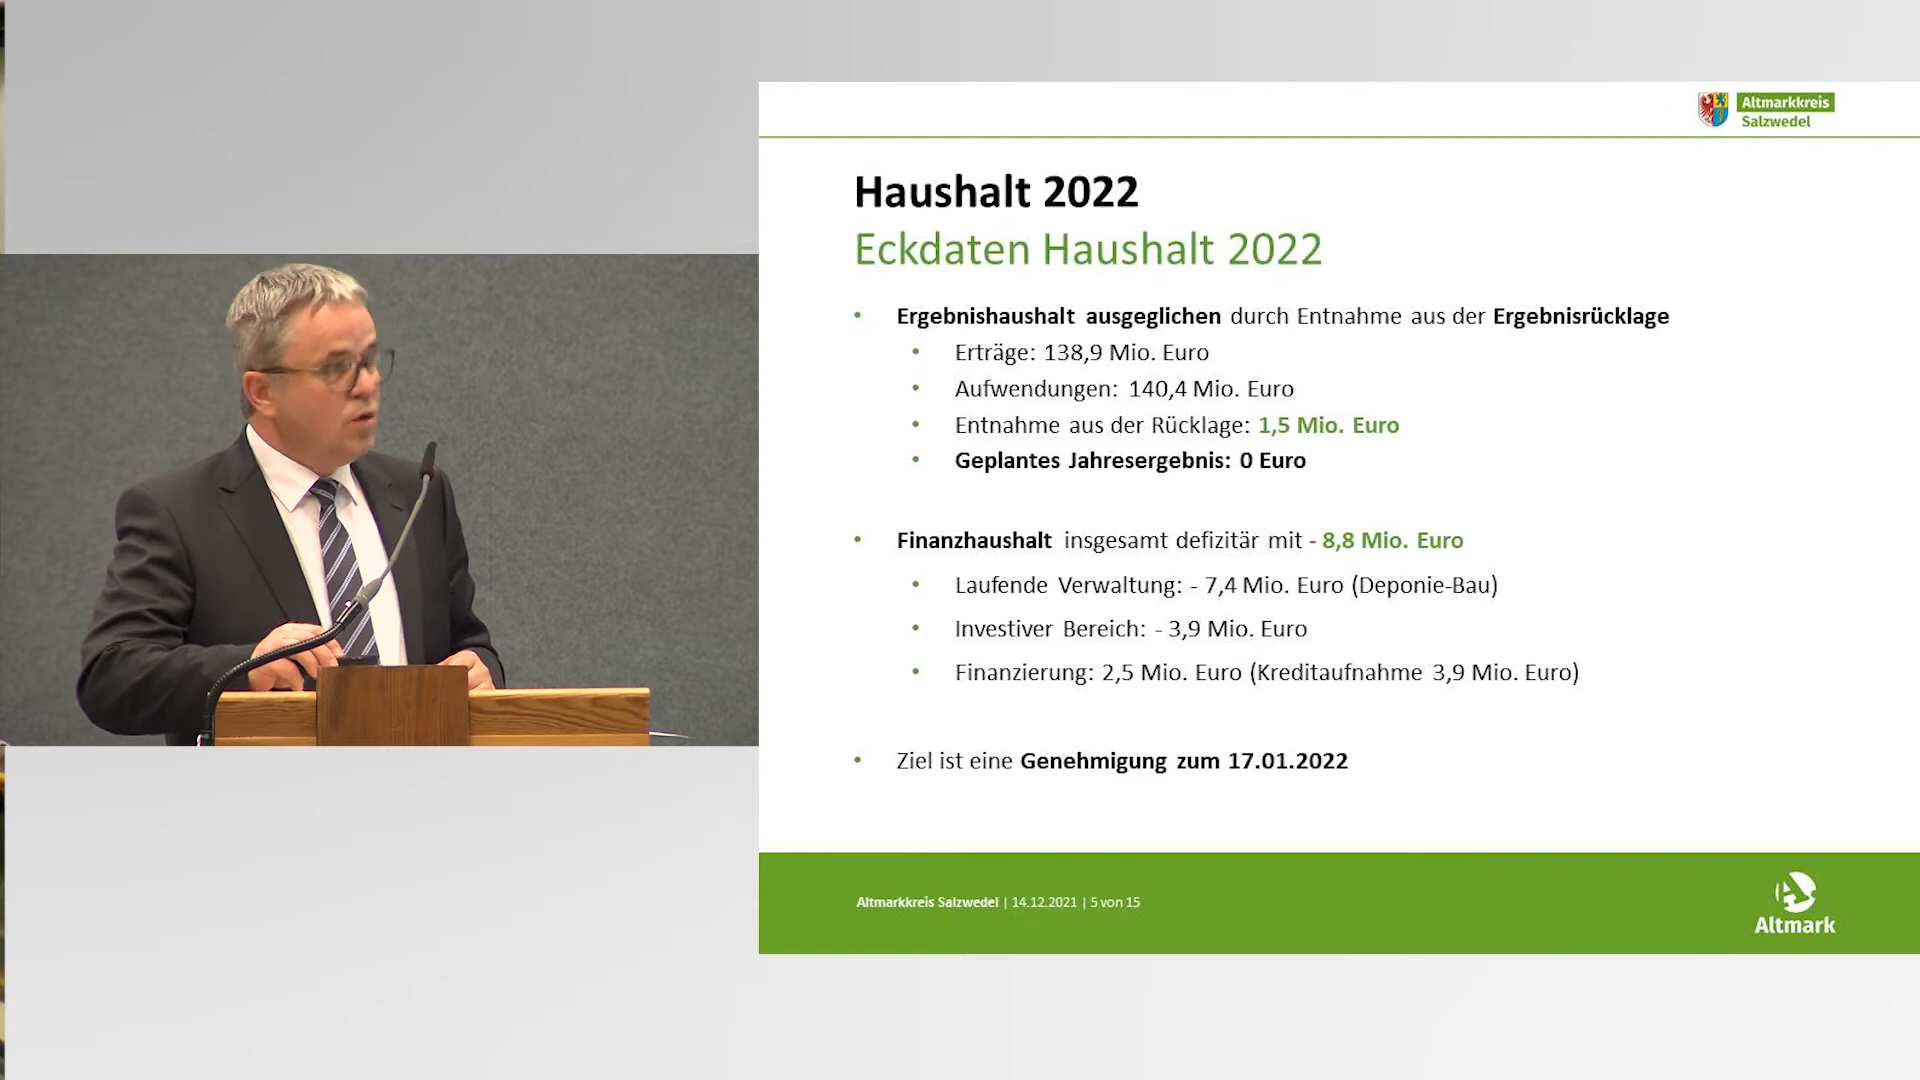 Altmarkkreis
Salzwedel
Haushalt 2022
Eckdaten Haushalt 2022
• Ergebnishaushalt ausgeglichen durch Entnahme aus der Ergebnisrücklage
• Erträge: 138,9 Mio. Euro
• Aufwendungen: 140,4 Mio. Euro
• Entnahme aus der Rücklage: 1,5 Mio. Euro
• Geplantes Jahresergebnis: 0 Euro
• Finanzhaushalt insgesamt defizitär mit - 8,8 Mio. Euro
• Laufende Verwaltung: - 7,4 Mio. Euro (Deponie-Bau)
• Investiver Bereich: - 3,9 Mio. Euro
• Finanzierung: 2,5 Mio. Euro (Kreditaufnahme 3,9 Mio. Euro)
• Ziel ist eine Genehmigung zum 17.01.2022
Altmarkkreis Salzwedel | 14.12.2021 | 5 von 15
Altmark